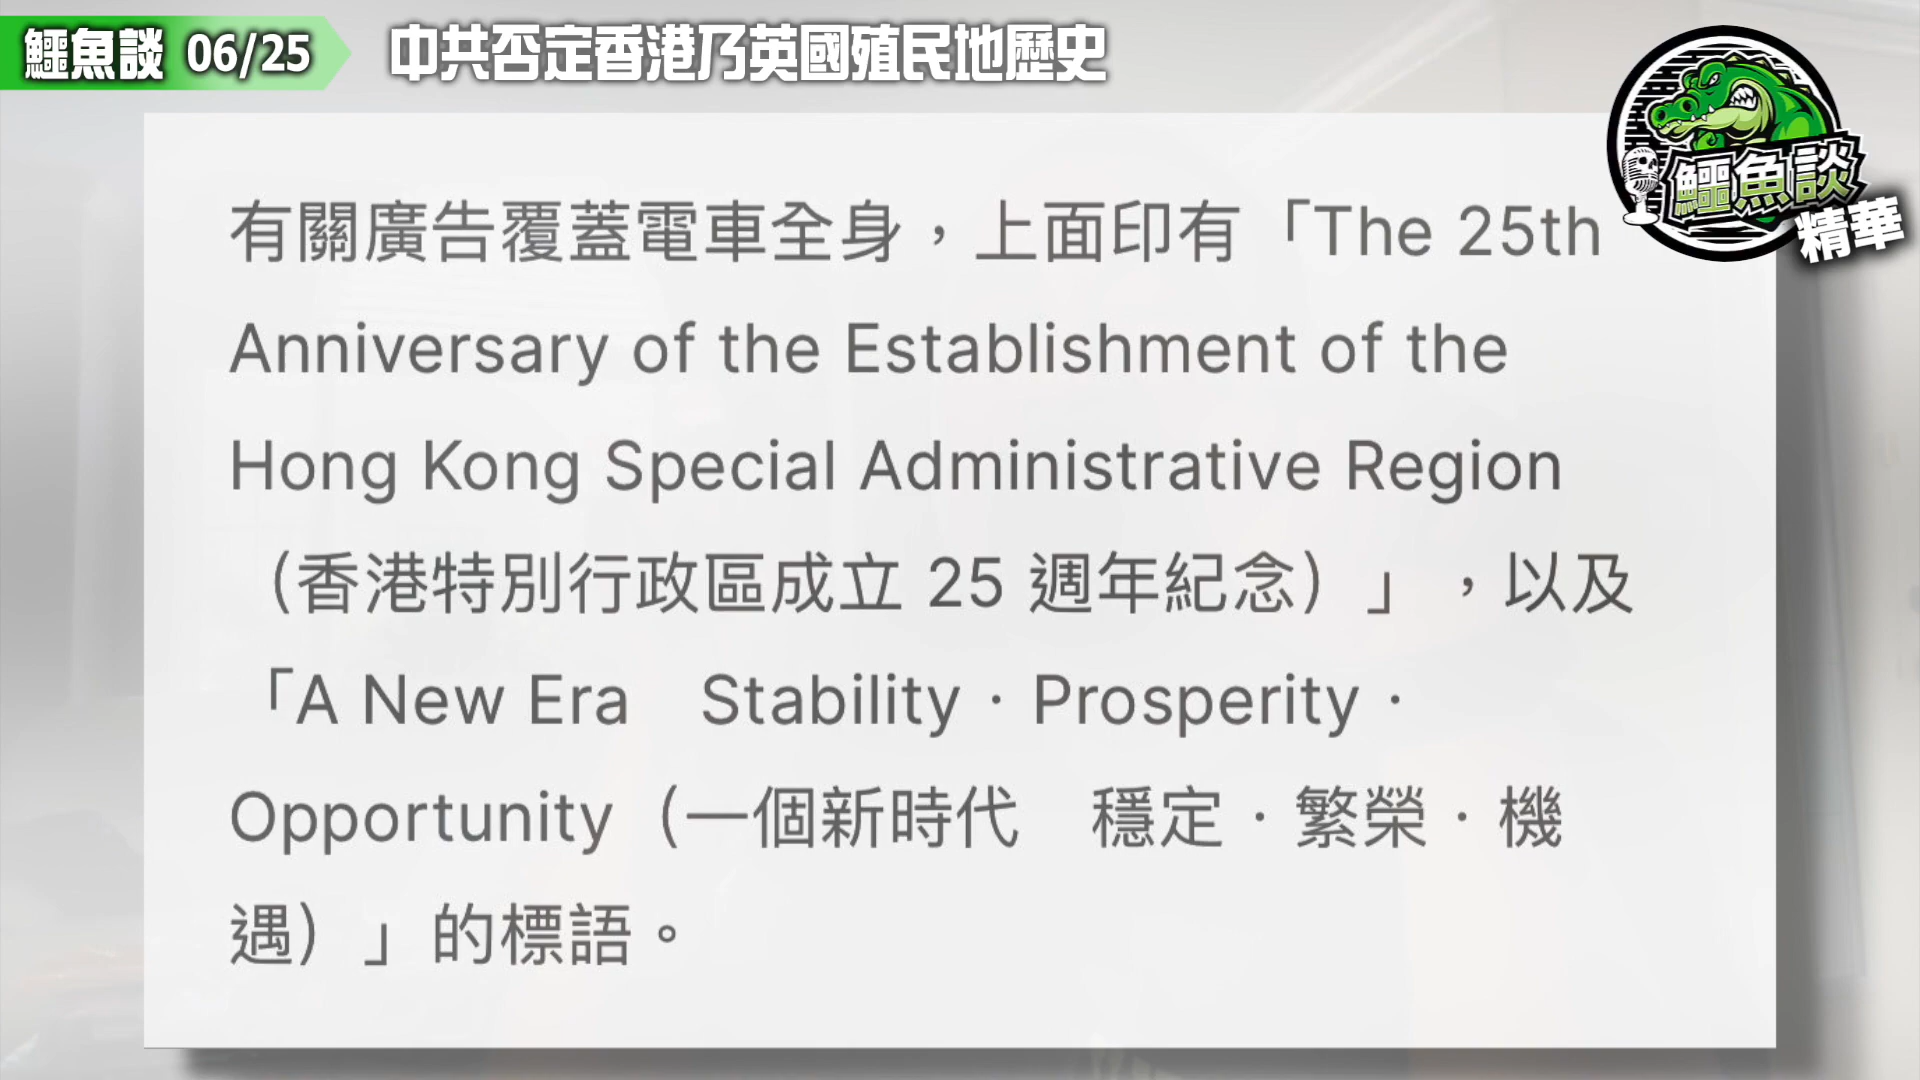 鱷魚談 06/25
中共否定香港乃英國殖民地歷史
鱷魚談
精華
有關廣告覆蓋電車全身，上面印有「The 25th
Anniversary of the Establishment of the
Hong Kong Special Administrative Region
（香港特別行政區成立 25 週年紀念）」，以及
「A New Era　Stability · Prosperity ·
Opportunity（一個新時代　穩定 · 繁榮 · 機
遇）」的標語。